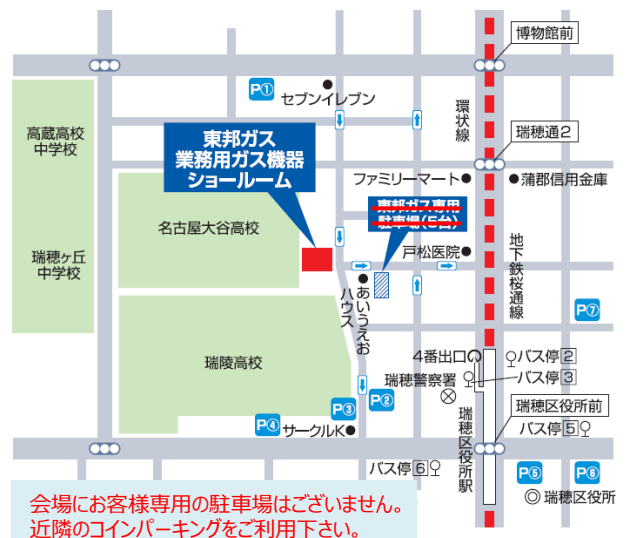 博物館前
P①
セブンイレブン
環状線
高蔵高校
中学校
東邦ガス
業務用ガス機器
ショールーム
瑞穂通2
ファミリーマート
蒲郡信用金庫
東邦ガス専用
駐車場(5台)
名古屋大谷高校
戸松医院
瑞穂ヶ丘
中学校
あいうえお
ハウス
地下鉄桜通線
P⑦
瑞陵高校
4番出口
バス停2
瑞穂警察署
バス停3
P②
P③
瑞穂区役所前
P④
サークルK
バス停5
瑞穂区役所駅
バス停6
P⑤
P⑥
瑞穂区役所
会場にお客様専用の駐車場はございません。
近隣のコインパーキングをご利用下さい。